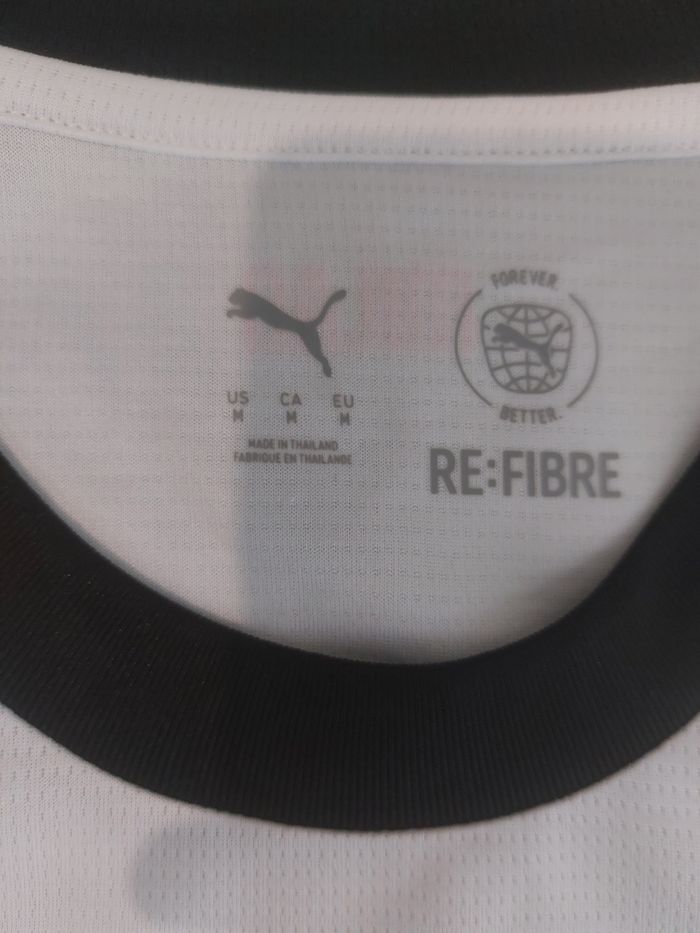 US CA EU
M M M
MADE IN THAILAND
FABRIQUE EN THAILANDE
FOREVER.
BETTER.
RE:FIBRE